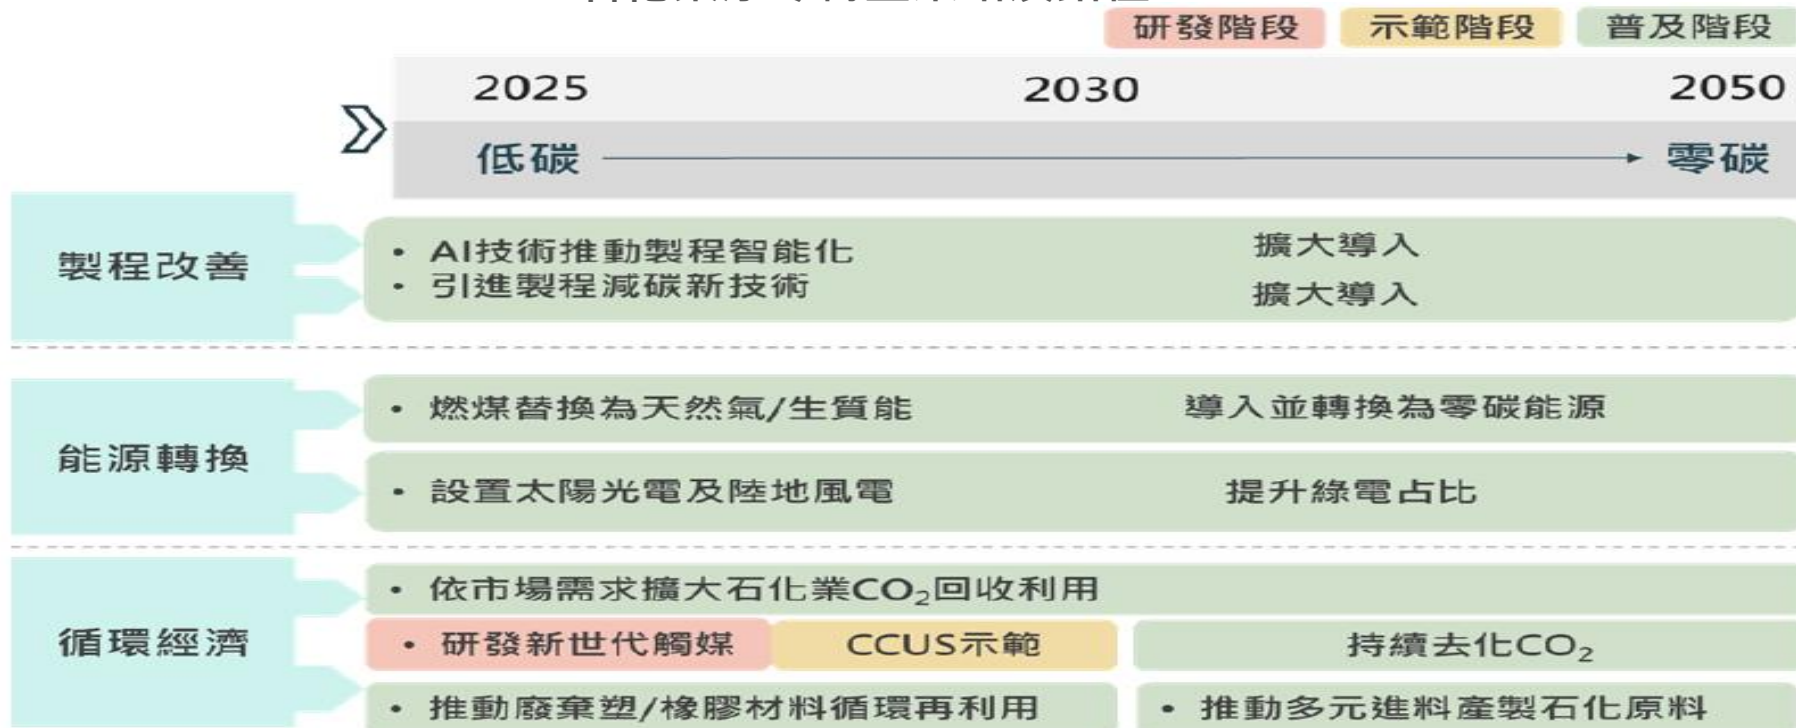 研發階段 示範階段 普及階段
2025 2030 2050
低碳 零碳
製程改善
• AI技術推動製程智能化 擴大導入
• 引進製程減碳新技術 擴大導入
能源轉換
• 燃煤替換為天然氣/生質能 導入並轉換為零碳能源
• 設置太陽光電及陸地風電 提升綠電占比
循環經濟
• 依市場需求擴大石化業CO₂回收利用
• 研發新世代觸媒 CCUS示範 持續去化CO₂
• 推動廢棄塑/橡膠材料循環再利用 • 推動多元進料產製石化原料